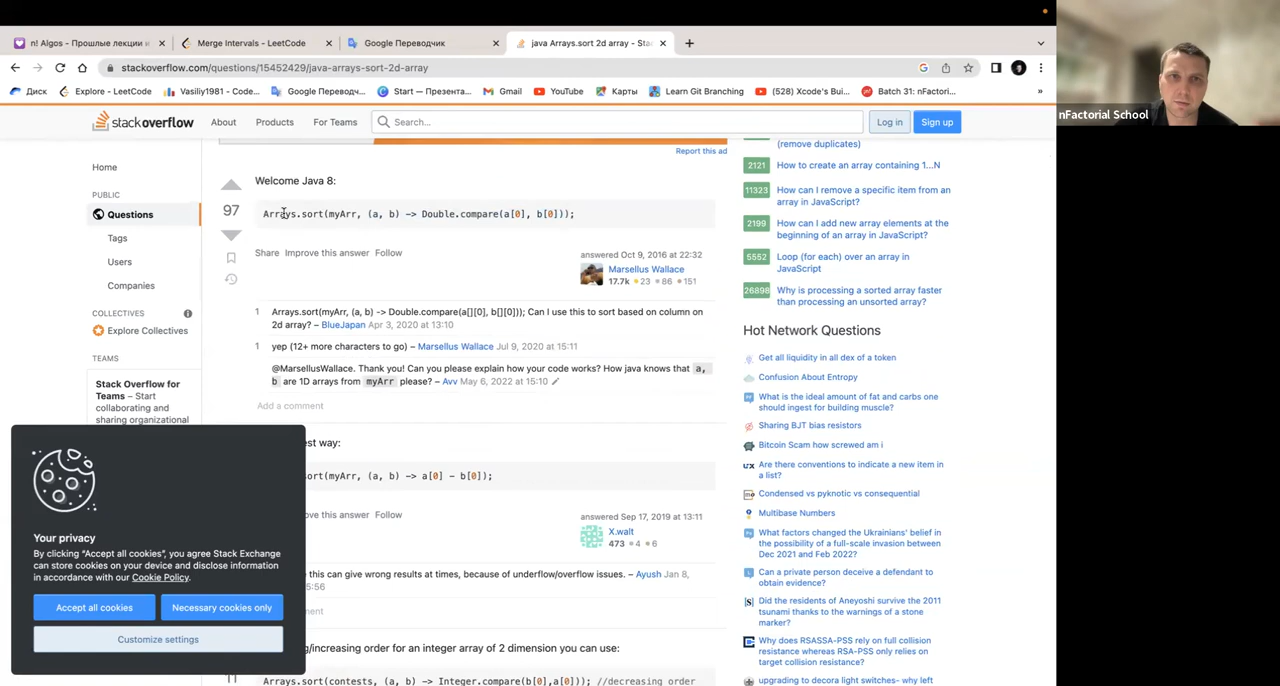 n! Algos - Прошлые лекции и
Merge Intervals - LeetCode
Google Переводчик
java Arrays.sort 2d array - Sta
stackoverflow.com/questions/15452429/java-arrays-sort-2d-array
Диск
Explore - LeetCode
Vasiliy1981 - Code...
Google Переводч...
Start — Презента...
Gmail
YouTube
Карты
Learn Git Branching
(528) Xcode's Bui...
Batch 31: nFactori...
»
nFactorial School
stackoverflow
About
Products
For Teams
Search...
Log in
Sign up
Home
PUBLIC
Questions
Tags
Users
Companies
COLLECTIVES
Explore Collectives
TEAMS
Stack Overflow for
Teams – Start
collaborating and
sharing organizational
Report this ad
Welcome Java 8:
97
Arrays.sort(myArr, (a, b) -> Double.compare(a[0], b[0]));
Share Improve this answer Follow
answered Oct 9, 2016 at 22:32
Marsellus Wallace
17.7k 23 86 151
1 Arrays.sort(myArr, (a, b) -> Double.compare(a[][0], b[][0])); Can I use this to sort based on column on
2d array? – BlueJapan Apr 3, 2020 at 13:10
1 yep (12+ more characters to go) – Marsellus Wallace Jul 9, 2020 at 15:11
@MarsellusWallace. Thank you! Can you please explain how your code works? How java knows that a,
b are 1D arrays from myArr please? – Avv May 6, 2022 at 15:10
Add a comment
est way:
ort(myArr, (a, b) -> a[0] - b[0]);
ve this answer Follow
answered Sep 17, 2019 at 13:11
X.walt
473 4 6
this can give wrong results at times, because of underflow/overflow issues. – Ayush Jan 8,
5:56
ment
g/increasing order for an integer array of 2 dimension you can use:
11
Arrays.sort(contests, (a, b) -> Integer.compare(b[0],a[0])); //decreasing order
Your privacy
By clicking "Accept all cookies", you agree Stack Exchange
can store cookies on your device and disclose information
in accordance with our Cookie Policy.
Accept all cookies
Necessary cookies only
Customize settings
(remove duplicates)
2121 How to create an array containing 1...N
11323 How can I remove a specific item from an
array in JavaScript?
2199 How can I add new array elements at the
beginning of an array in JavaScript?
5552 Loop (for each) over an array in
JavaScript
26898 Why is processing a sorted array faster
than processing an unsorted array?
Hot Network Questions
Get all liquidity in all dex of a token
Confusion About Entropy
What is the ideal amount of fat and carbs one
should ingest for building muscle?
Sharing BJT bias resistors
Bitcoin Scam how screwed am i
Are there conventions to indicate a new item in
a list?
Condensed vs pyknotic vs consequential
Multibase Numbers
What factors changed the Ukrainians' belief in
the possibility of a full-scale invasion between
Dec 2021 and Feb 2022?
Can a private person deceive a defendant to
obtain evidence?
Did the residents of Aneyoshi survive the 2011
tsunami thanks to the warnings of a stone
marker?
Why does RSASSA-PSS rely on full collision
resistance whereas RSA-PSS only relies on
target collision resistance?
upgrading to decora light switches- why left